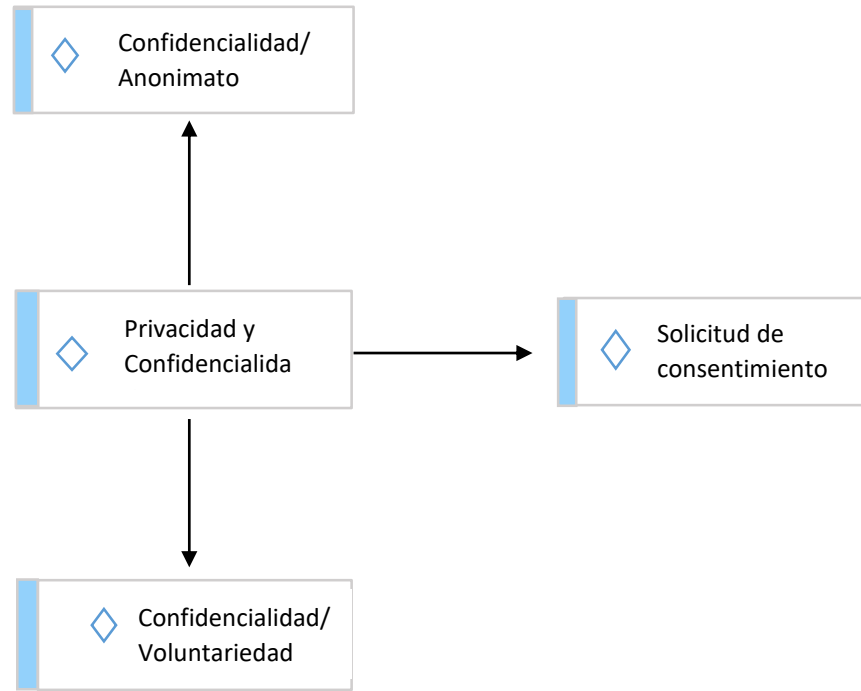 Confidencialidad/
Anonimato
Privacidad y
Confidencialida
Solicitud de
consentimiento
Confidencialidad/
Voluntariedad